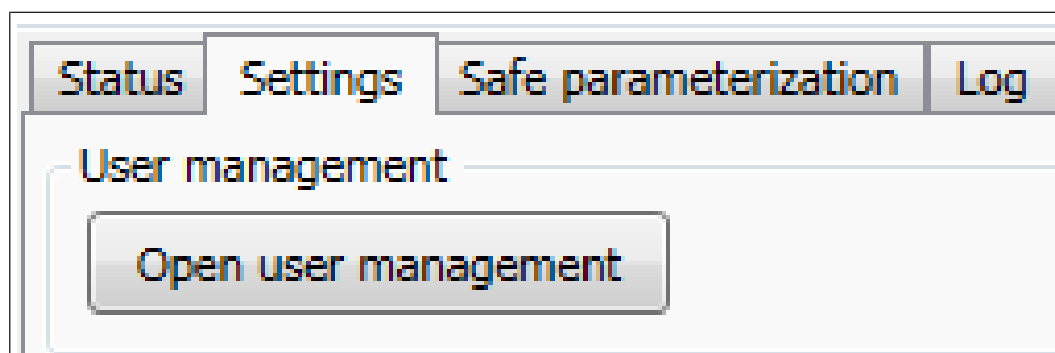 Status Settings Safe parameterization Log
User management
Open user management